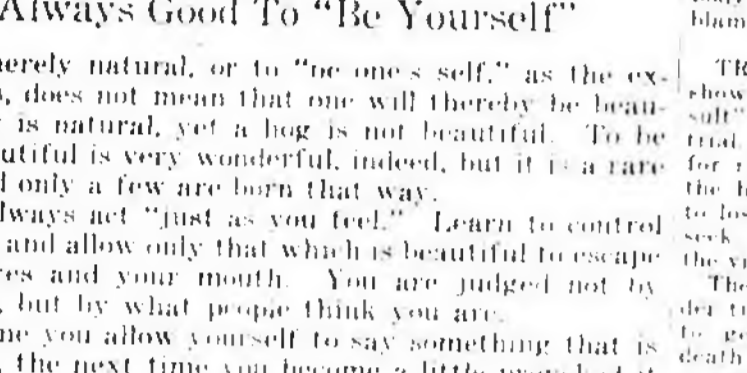 Always Good To "Be Yourself"
merely natural, or to "be one's self," as the ex-
, does not mean that one will thereby be beau-
is natural, yet a hog is not beautiful. To be
utiful is very wonderful, indeed, but it is a rare
d only a few are born that way.
lways act "just as you feel." Learn to control
and allow only that which is beautiful to escape
res and your mouth. You are judged not by
, but by what people think you are.
me you allow yourself to say something that is
, the next time you become a little
blam
TR
show
sult"
trial.
for
the
to los
seek
the vi
The
der
to
death